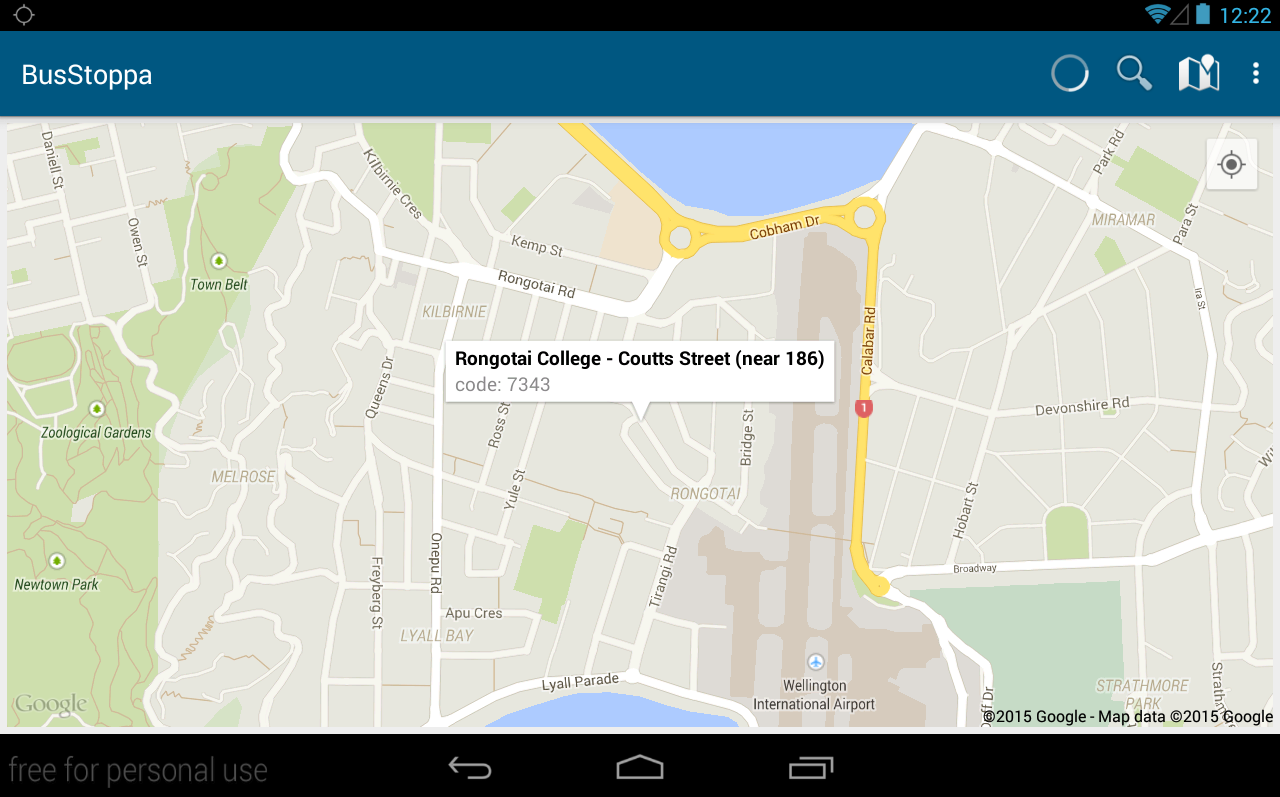 12:22
BusStoppa
Daniell St
Kilbirnie Cres
Park Rd
Owen St
Kemp St
Cobham Dr
MIRAMAR
Para St
Town Belt
Rongotai Rd
Ira St
KILBIRNIE
Calabar Rd
Rongotai College - Coutts Street (near 186)
code: 7343
Queens Dr
Ross St
Bridge St
1
Devonshire Rd
Zoological Gardens
MELROSE
Yule St
RONGOTAI
Hobart St
Onepu Rd
Newtown Park
Freyberg St
Tirangi Rd
Broadway
Apu Cres
LYALL BAY
Lyall Parade
Wellington
International Airport
STRATHMORE
PARK
Google
©2015 Google - Map data ©2015 Google
free for personal use